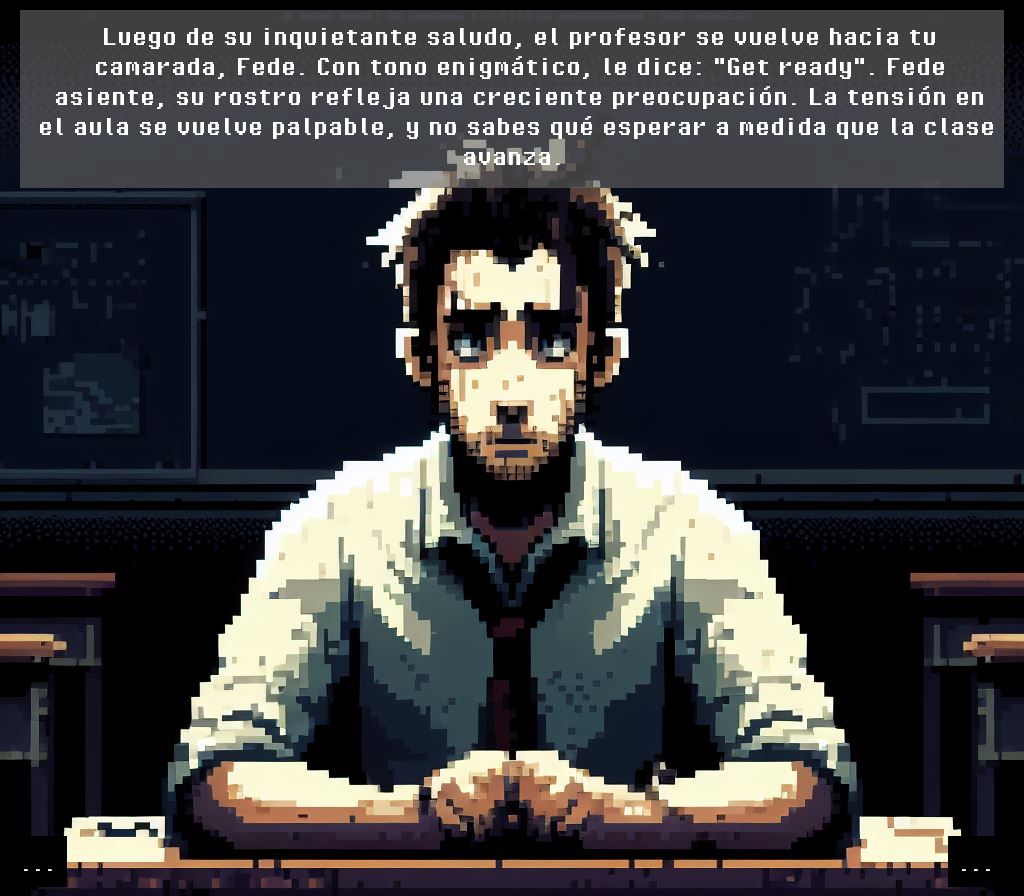 Luego de su inquietante saludo, el profesor se vuelve hacia tu
camarada, Fede. Con tono enigmático, le dice: "Get ready". Fede
asiente, su rostro refleja una creciente preocupación. La tensión en
el aula se vuelve palpable, y no sabes qué esperar a medida que la clase
avanza.
... ...